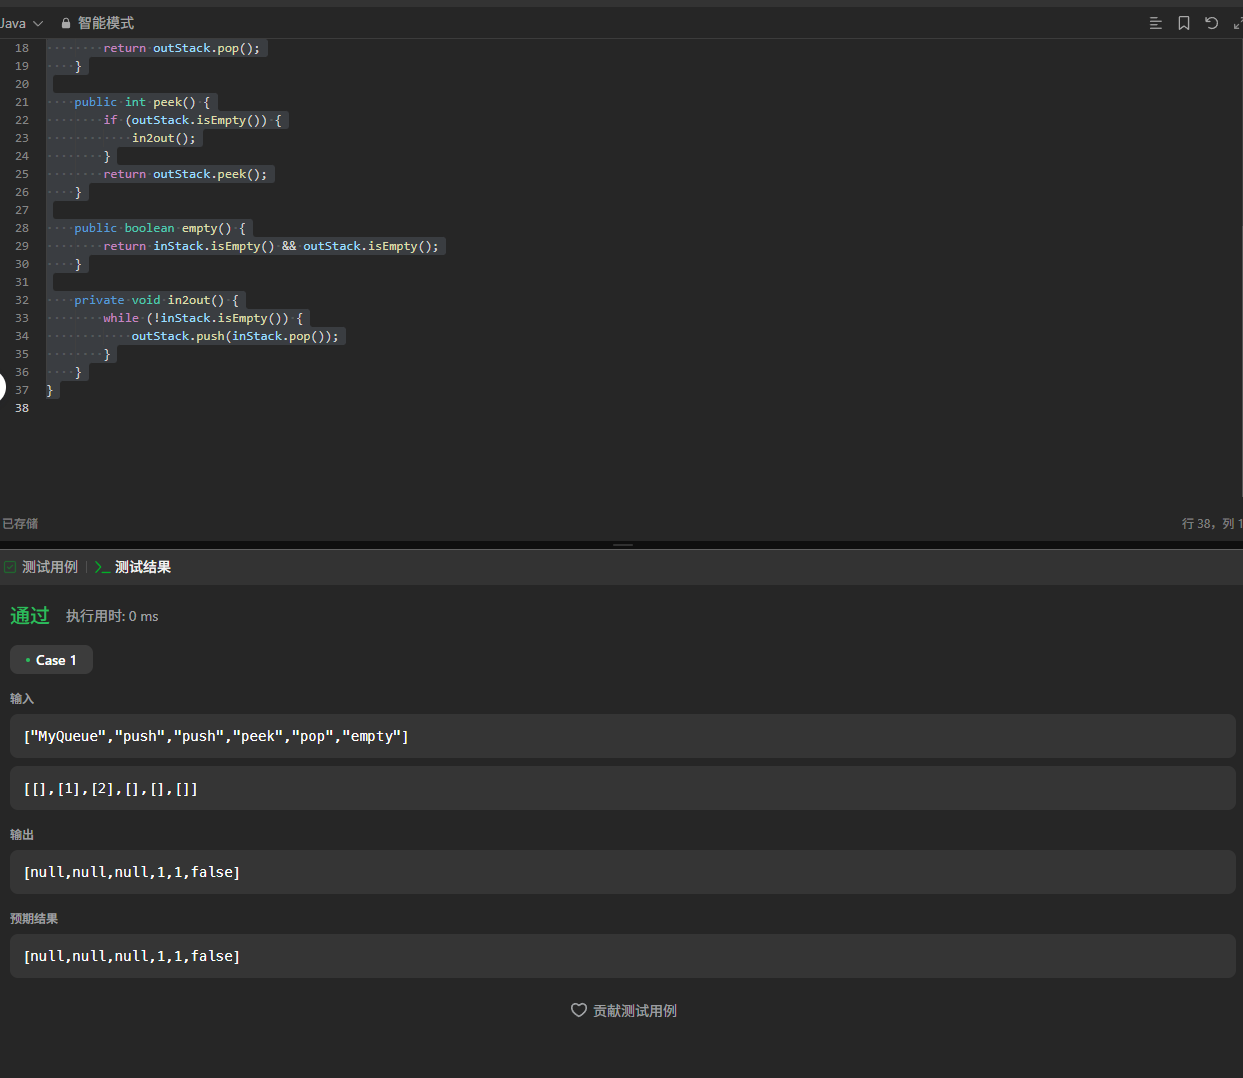 Java 智能模式
18 return outStack.pop();
19 }
20
21 public int peek() {
22 if (outStack.isEmpty()) {
23 in2out();
24 }
25 return outStack.peek();
26 }
27
28 public boolean empty() {
29 return inStack.isEmpty() && outStack.isEmpty();
30 }
31
32 private void in2out() {
33 while (!inStack.isEmpty()) {
34 outStack.push(inStack.pop());
35 }
36 }
37 }
38
已存储 行 38，列 1
测试用例 | >_ 测试结果
通过 执行用时: 0 ms
• Case 1
输入
["MyQueue","push","push","peek","pop","empty"]
[[],[1],[2],[],[],[]]
输出
[null,null,null,1,1,false]
预期结果
[null,null,null,1,1,false]
贡献测试用例